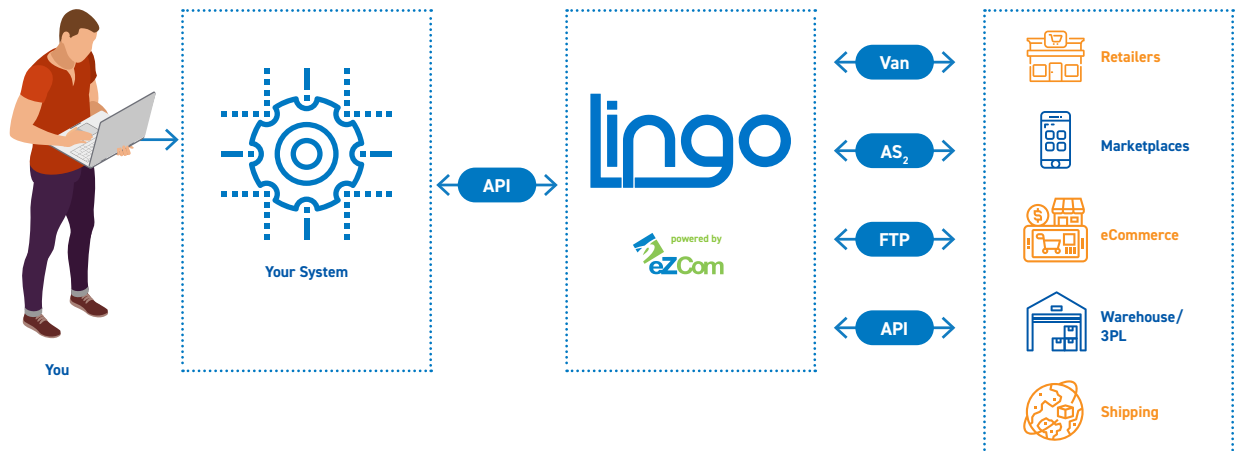 You
Your System
API
Lingo
powered by
eZCom
Van
AS2
FTP
API
$
Retailers
Marketplaces
eCommerce
Warehouse/
3PL
Shipping